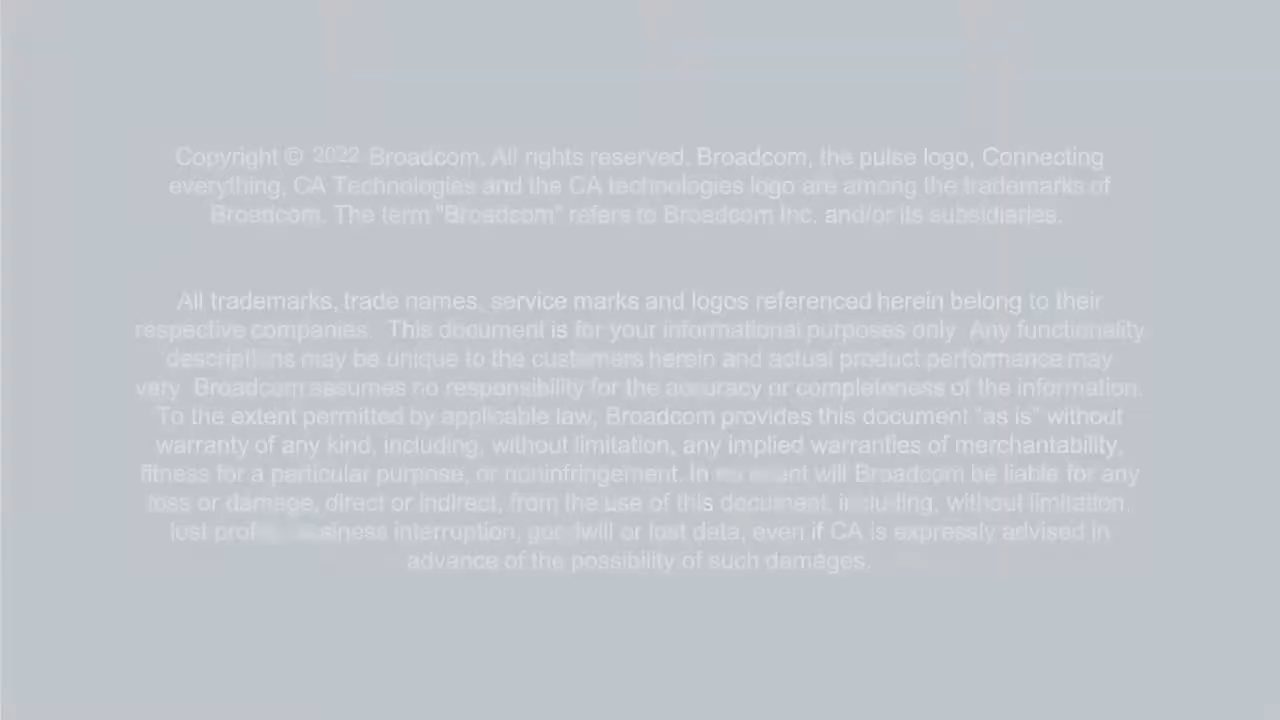 Copyright © 2022 Broadcom. All rights reserved. Broadcom, the pulse logo, Connecting
everything, CA Technologies and the CA technologies logo are among the trademarks of
Broadcom. The term "Broadcom" refers to Broadcom Inc. and/or its subsidiaries.
All trademarks, trade names, service marks and logos referenced herein belong to their
respective companies. This document is for your informational purposes only. Any functionality
descriptions may be unique to the customers herein and actual product performance may
vary. Broadcom assumes no responsibility for the accuracy or completeness of the information.
To the extent permitted by applicable law, Broadcom provides this document "as is" without
warranty of any kind, including, without limitation, any implied warranties of merchantability,
fitness for a particular purpose, or noninfringement. In no event will Broadcom be liable for any
loss or damage, direct or indirect, from the use of this document, including, without limitation,
lost profits, business interruption, goodwill or lost data, even if CA is expressly advised in
advance of the possibility of such damages.